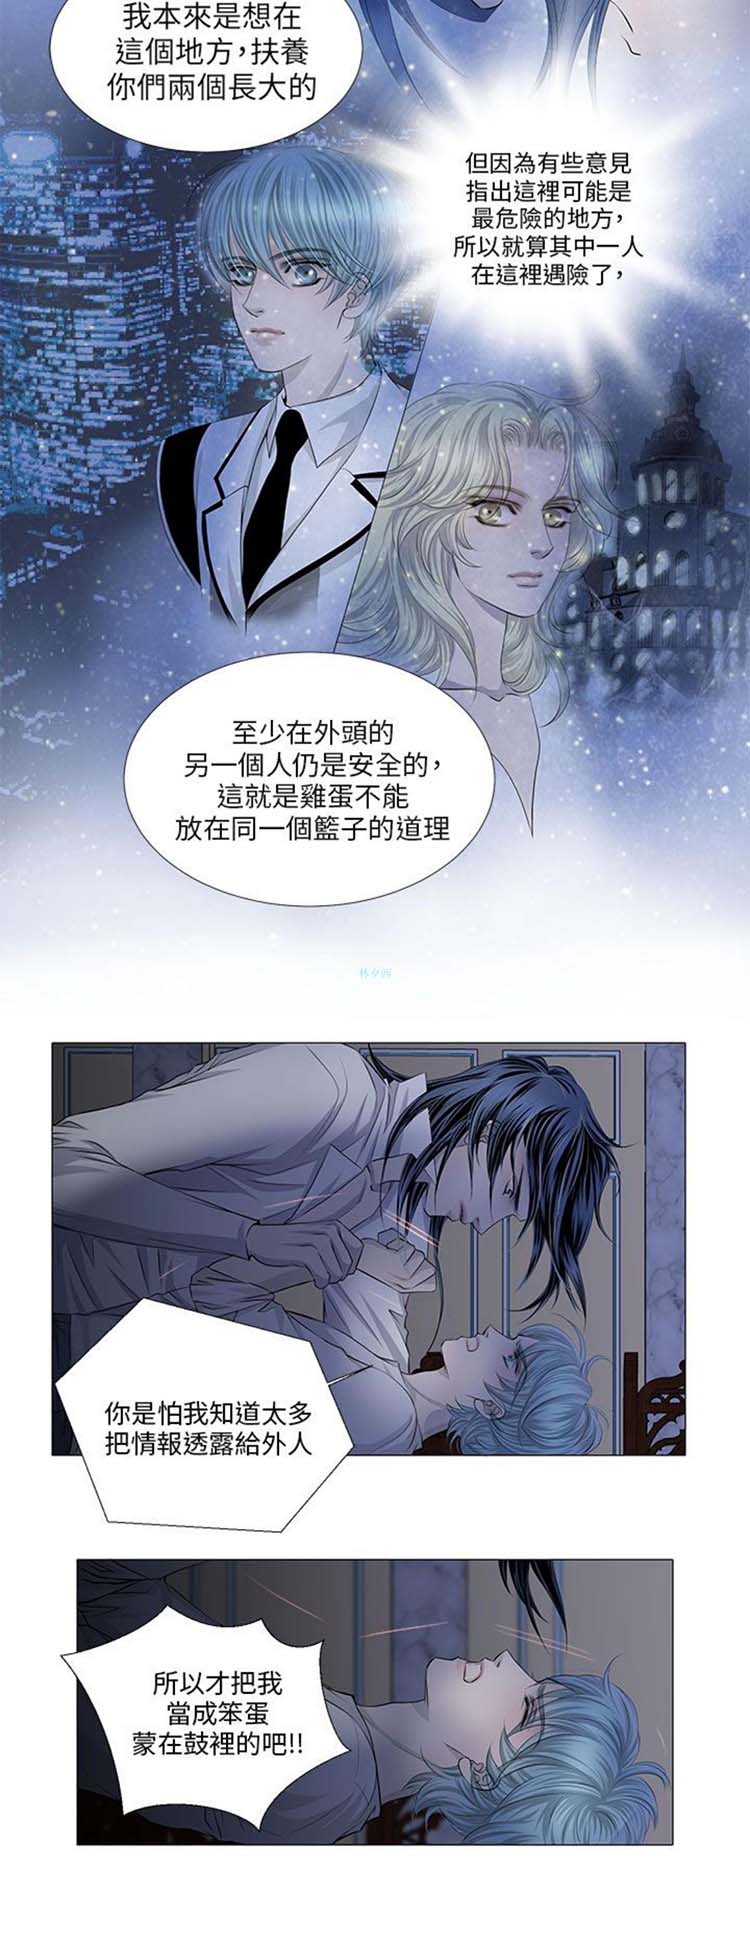 我本來是想在
這個地方，扶養
你們兩個長大的
但因為有些意見
指出這裡可能是
最危險的地方，
所以就算其中一人
在這裡遇險了，
至少在外頭的
另一個人仍是安全的，
這就是雞蛋不能
放在同一個籃子的道理
林夕西
你是怕我知道太多
把情報透露給外人
所以才把我
當成笨蛋
蒙在鼓裡的吧!!